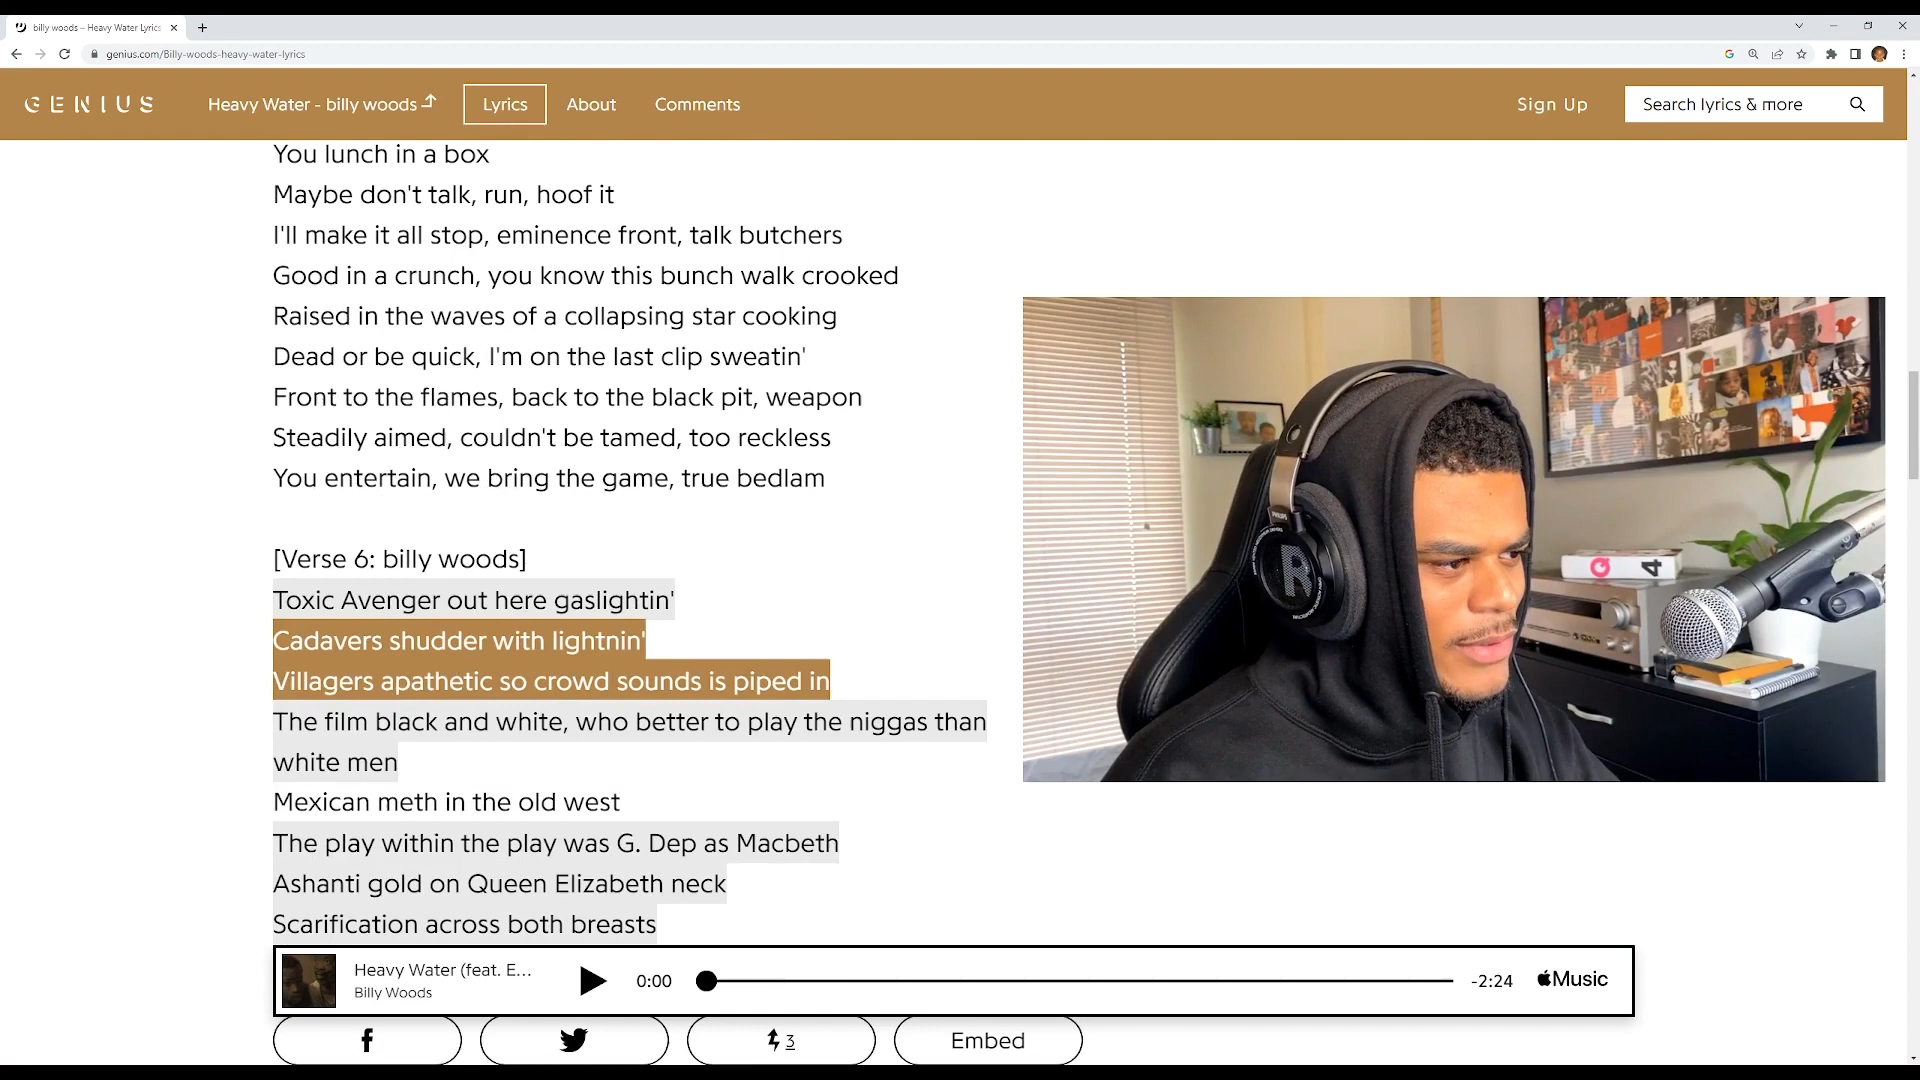 billy woods – Heavy Water Lyrics
genius.com/Billy-woods-heavy-water-lyrics
GENIUS
Heavy Water - billy woods
Lyrics
About
Comments
Sign Up
Search lyrics & more
You lunch in a box
Maybe don't talk, run, hoof it
I'll make it all stop, eminence front, talk butchers
Good in a crunch, you know this bunch walk crooked
Raised in the waves of a collapsing star cooking
Dead or be quick, I'm on the last clip sweatin'
Front to the flames, back to the black pit, weapon
Steadily aimed, couldn't be tamed, too reckless
You entertain, we bring the game, true bedlam
[Verse 6: billy woods]
Toxic Avenger out here gaslightin'
Cadavers shudder with lightnin'
Villagers apathetic so crowd sounds is piped in
The film black and white, who better to play the niggas than
white men
Mexican meth in the old west
The play within the play was G. Dep as Macbeth
Ashanti gold on Queen Elizabeth neck
Scarification across both breasts
Heavy Water (feat. E...
Billy Woods
0:00
-2:24
Music
3
Embed
PHILIPS
R
4